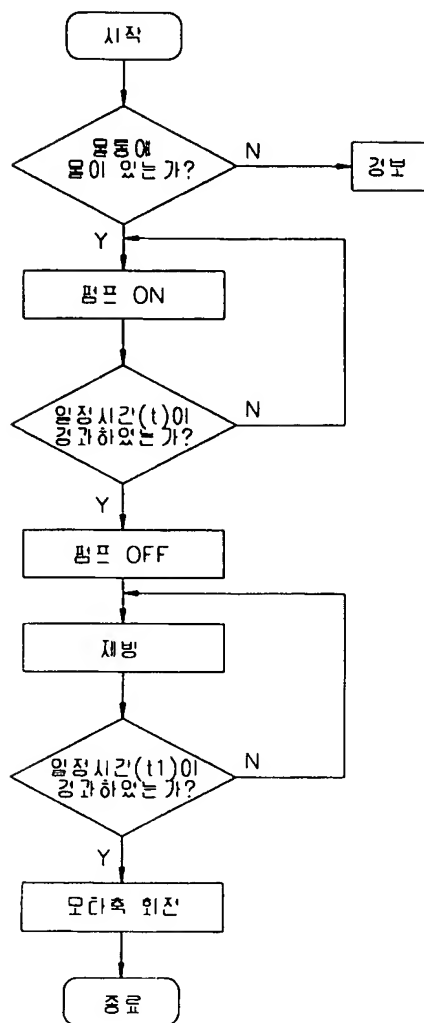 시작
물통에
물이 있는가?
N
경보
Y
펌프 ON
일정시간(t)이
경과하였는가?
N
Y
펌프 OFF
제빙
일정시간(t1)이
경과하였는가?
N
Y
모타축 회전
종료